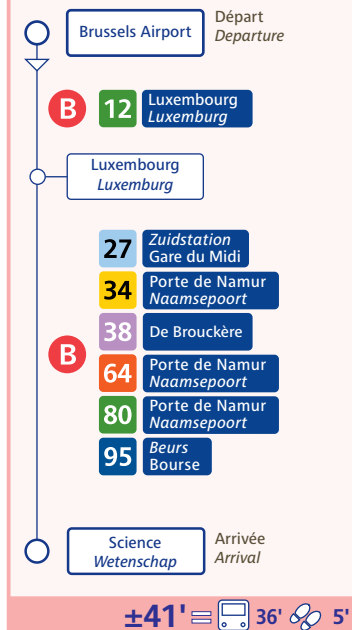 Brussels Airport
Départ
Departure
B
12
Luxembourg
Luxemburg
Luxembourg
Luxemburg
27
Zuidstation
Gare du Midi
34
Porte de Namur
Naamsepoort
38
De Brouckère
B
64
Porte de Namur
Naamsepoort
80
Porte de Namur
Naamsepoort
95
Beurs
Bourse
Science
Wetenschap
Arrivée
Arrival
±41' = 36' 5'